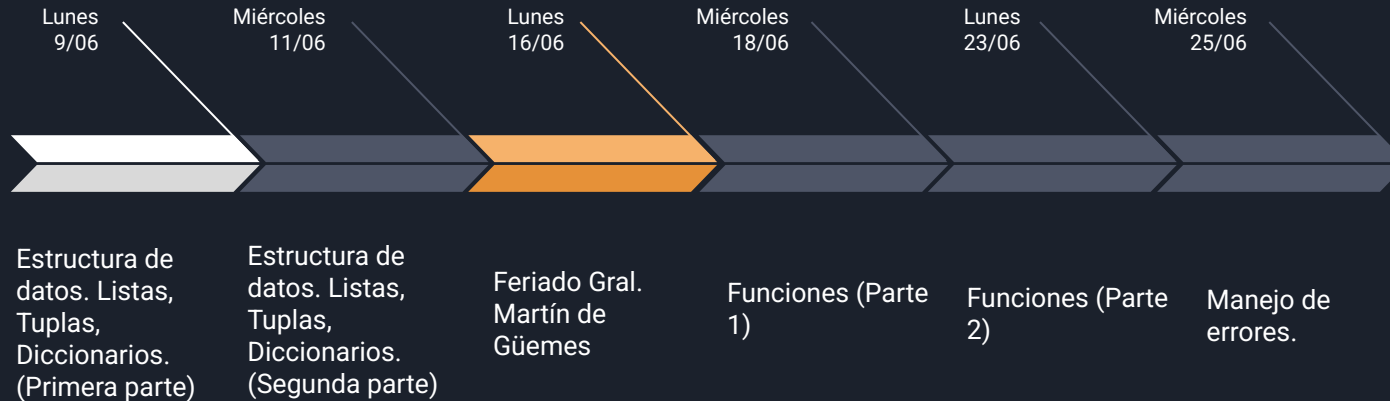 Lunes
9/06
Miércoles
11/06
Lunes
16/06
Miércoles
18/06
Lunes
23/06
Miércoles
25/06
Estructura de
datos. Listas,
Tuplas,
Diccionarios.
(Primera parte)
Estructura de
datos. Listas,
Tuplas,
Diccionarios.
(Segunda parte)
Feriado Gral.
Martín de
Güemes
Funciones (Parte
1)
Funciones (Parte
2)
Manejo de
errores.